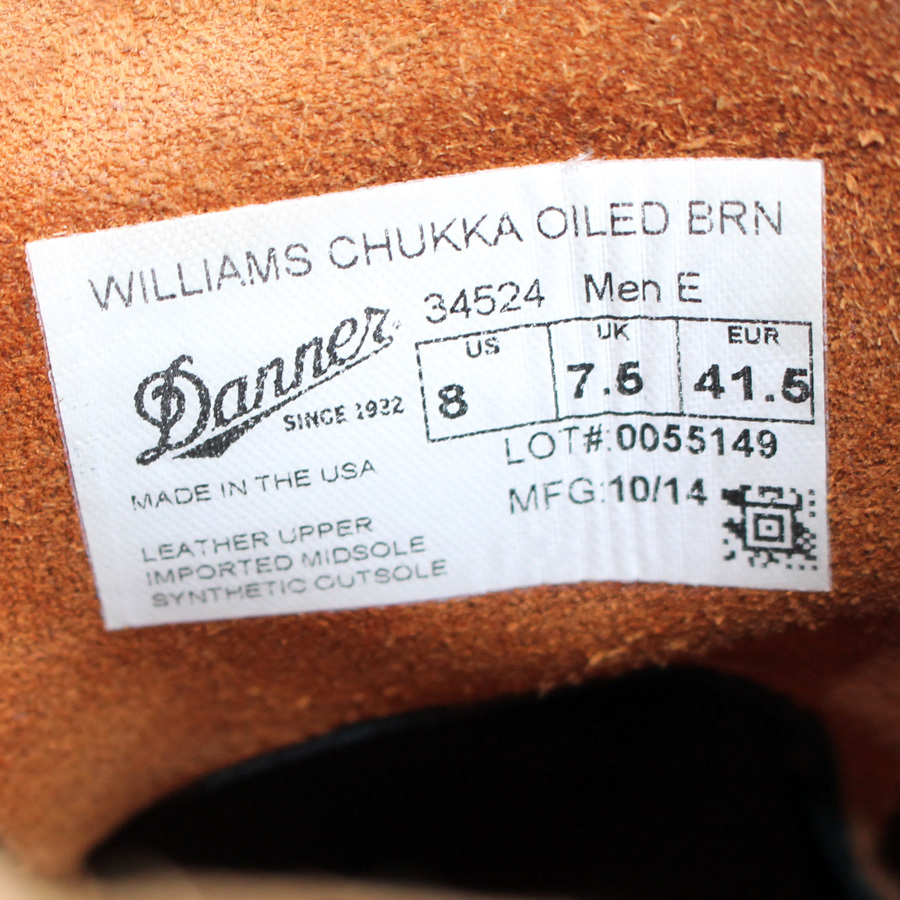 WILLIAMS CHUKKA OILED BRN
34524 Men E
Danner
SINCE 1932
US UK EUR
8 7.5 41.5
LOT#:0055149
MFG:10/14
MADE IN THE USA
LEATHER UPPER
IMPORTED MIDSOLE
SYNTHETIC OUTSOLE